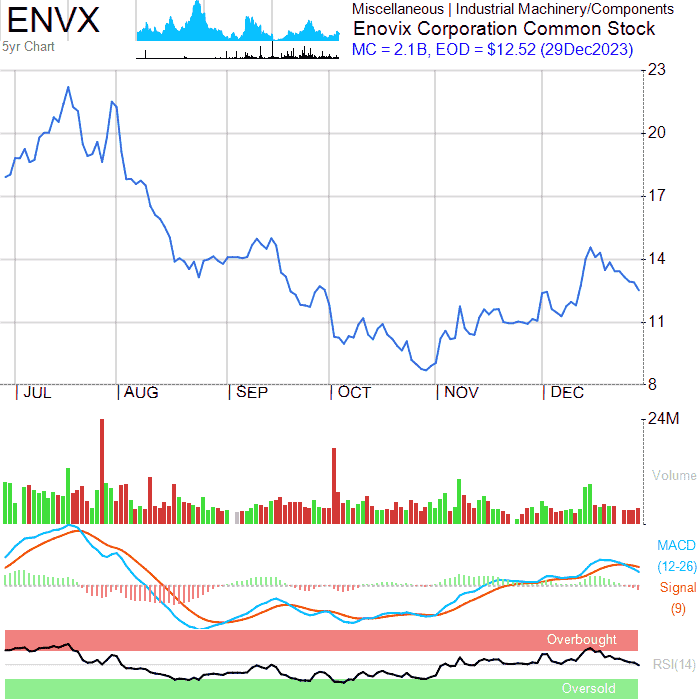 ENVX
5yr Chart
Miscellaneous | Industrial Machinery/Components
Enovix Corporation Common Stock
MC = 2.1B, EOD = $12.52 (29Dec2023)
23
20
17
14
11
8
JUL AUG SEP OCT NOV DEC
24M
Volume
MACD
(12-26)
Signal
(9)
Overbought
RSI(14)
Oversold